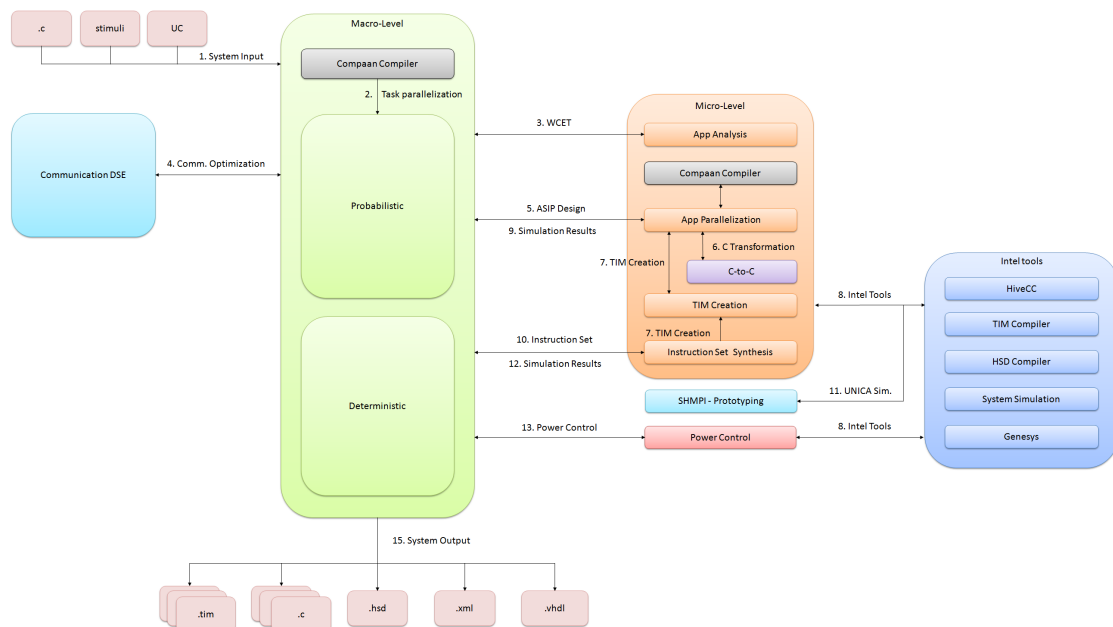 .c
stimuli
UC
1. System Input
Macro-Level
Compaan Compiler
2. Task parallelization
Probabilistic
Deterministic
Communication DSE
4. Comm. Optimization
3. WCET
5. ASIP Design
9. Simulation Results
10. Instruction Set
12. Simulation Results
13. Power Control
Micro-Level
App Analysis
Compaan Compiler
App Parallelization
6. C Transformation
7. TIM Creation
C-to-C
TIM Creation
7. TIM Creation
Instruction Set Synthesis
SHMPI - Prototyping
Power Control
8. Intel Tools
11. UNICA Sim.
8. Intel Tools
Intel tools
HiveCC
TIM Compiler
HSD Compiler
System Simulation
Genesys
15. System Output
.tim
.c
.hsd
.xml
.vhdl